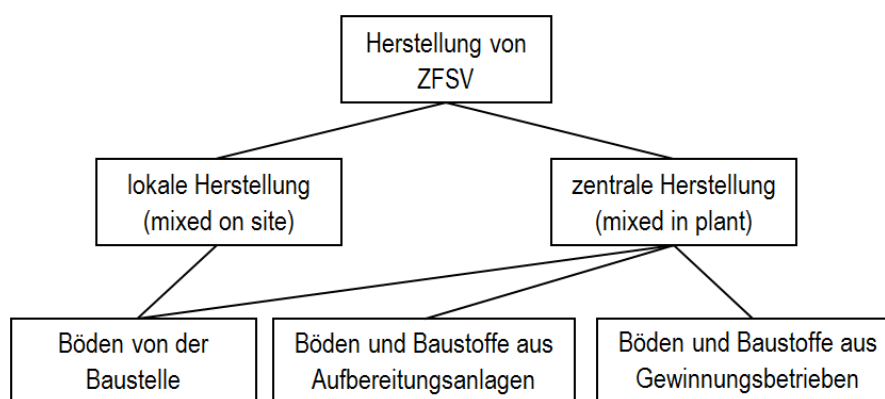 Herstellung von
ZFSV
lokale Herstellung
(mixed on site)
zentrale Herstellung
(mixed in plant)
Böden von der
Baustelle
Böden und Baustoffe aus
Aufbereitungsanlagen
Böden und Baustoffe aus
Gewinnungsbetrieben